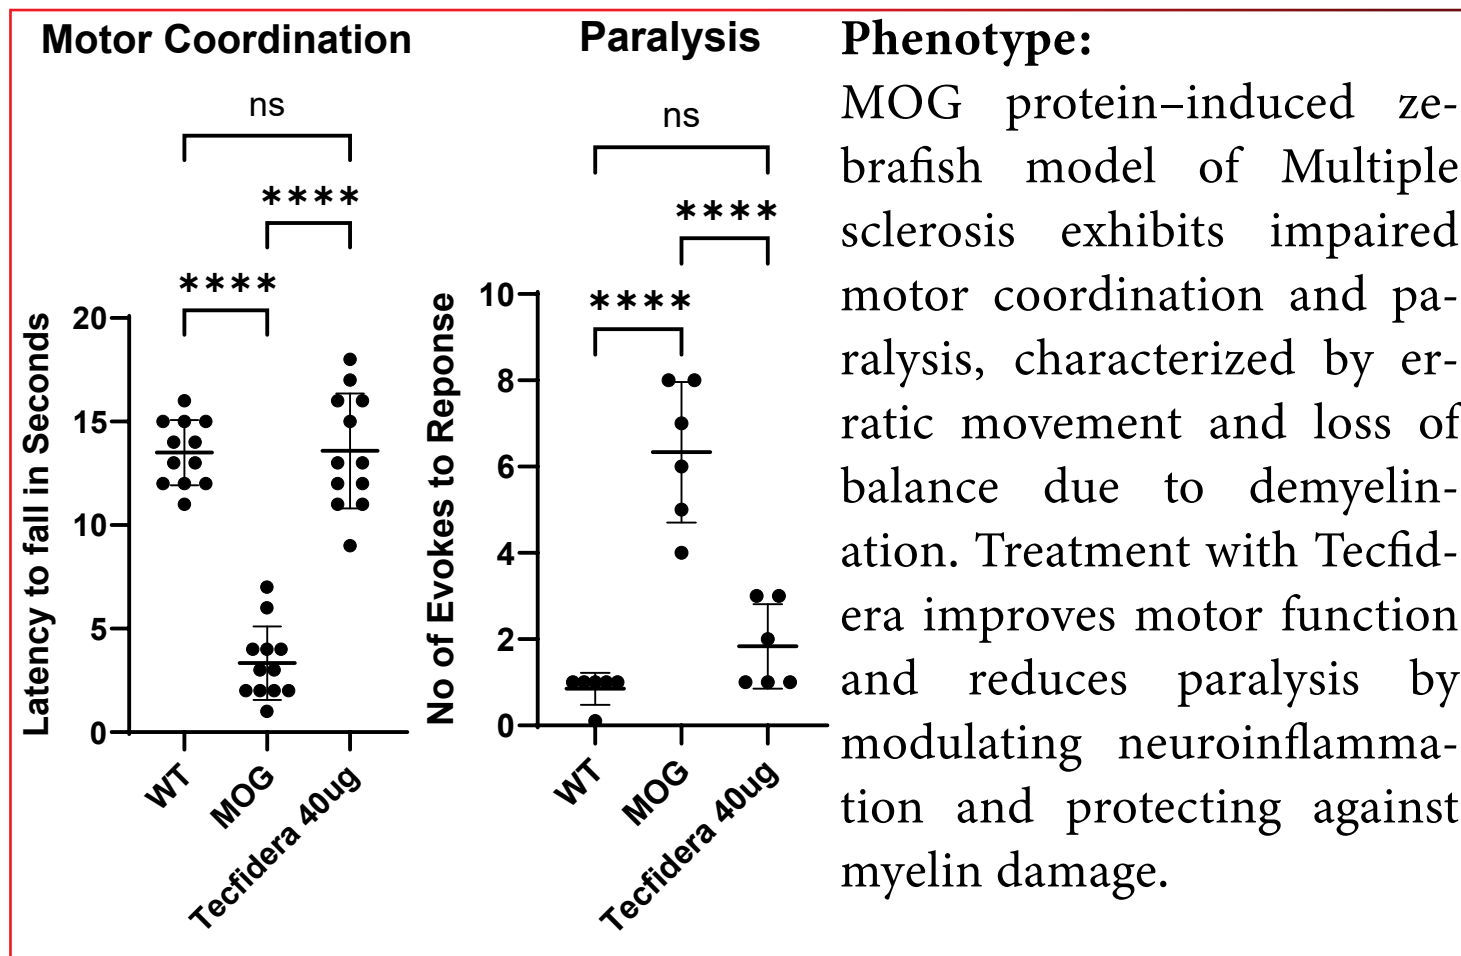 Motor Coordination
ns
****
****
Latency to fall in Seconds
20
15
10
5
0
WT
MOG
Tecfidera 40ug
Paralysis
ns
****
****
No of Evokes to Reponse
10
8
6
4
2
0
WT
MOG
Tecfidera 40ug
Phenotype:
MOG protein–induced ze-
brafish model of Multiple
sclerosis exhibits impaired
motor coordination and pa-
ralysis, characterized by er-
ratic movement and loss of
balance due to demyelin-
ation. Treatment with Tecfid-
era improves motor function
and reduces paralysis by
modulating neuroinflamma-
tion and protecting against
myelin damage.